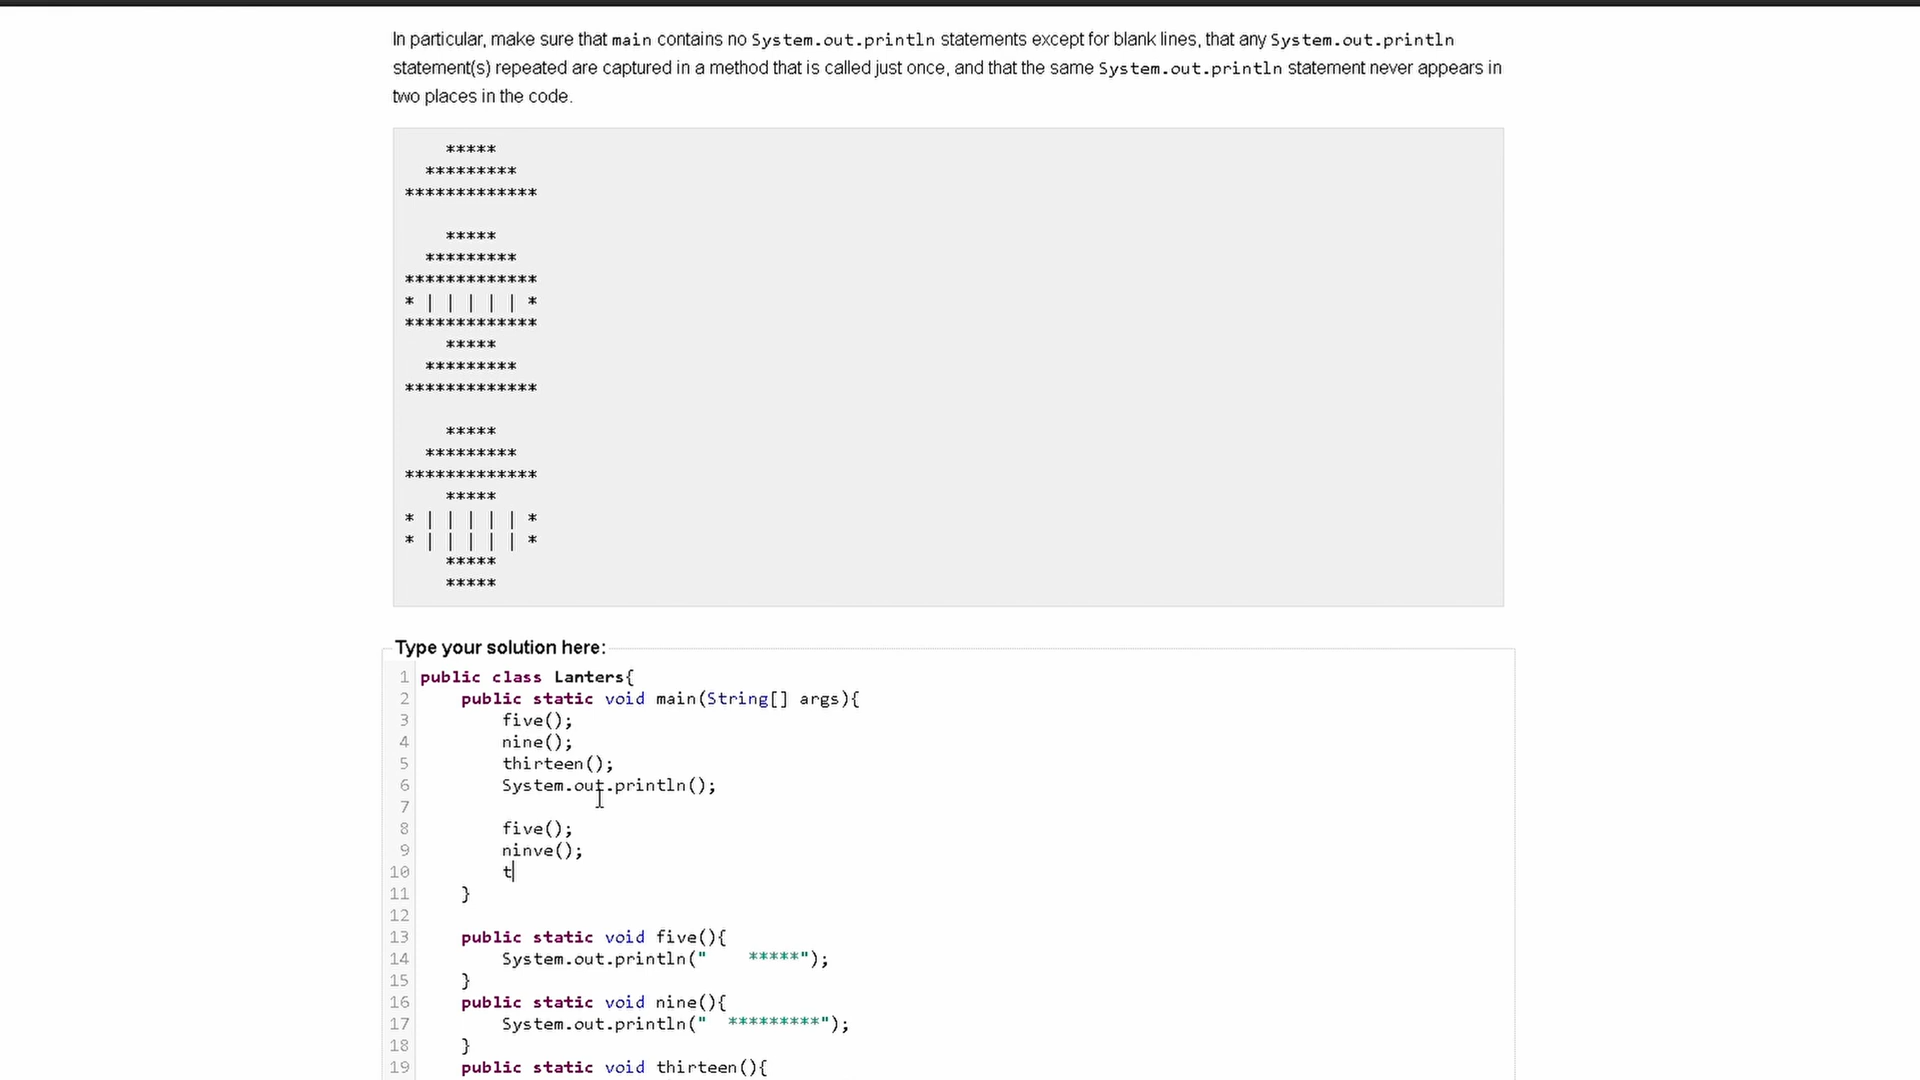 In particular, make sure that main contains no System.out.println statements except for blank lines, that any System.out.println
statement(s) repeated are captured in a method that is called just once, and that the same System.out.println statement never appears in
two places in the code.
    *****
  *********
*************

    *****
  *********
*************
* | | | | | *
*************
    *****
  *********
*************

    *****
  *********
*************
    *****
* | | | | | *
* | | | | | *
    *****
    *****
Type your solution here:
1 public class Lanters{
2     public static void main(String[] args){
3         five();
4         nine();
5         thirteen();
6         System.out.println();
7
8         five();
9         ninve();
10         t
11     }
12
13     public static void five(){
14         System.out.println("    *****");
15     }
16     public static void nine(){
17         System.out.println("  *********");
18     }
19     public static void thirteen(){